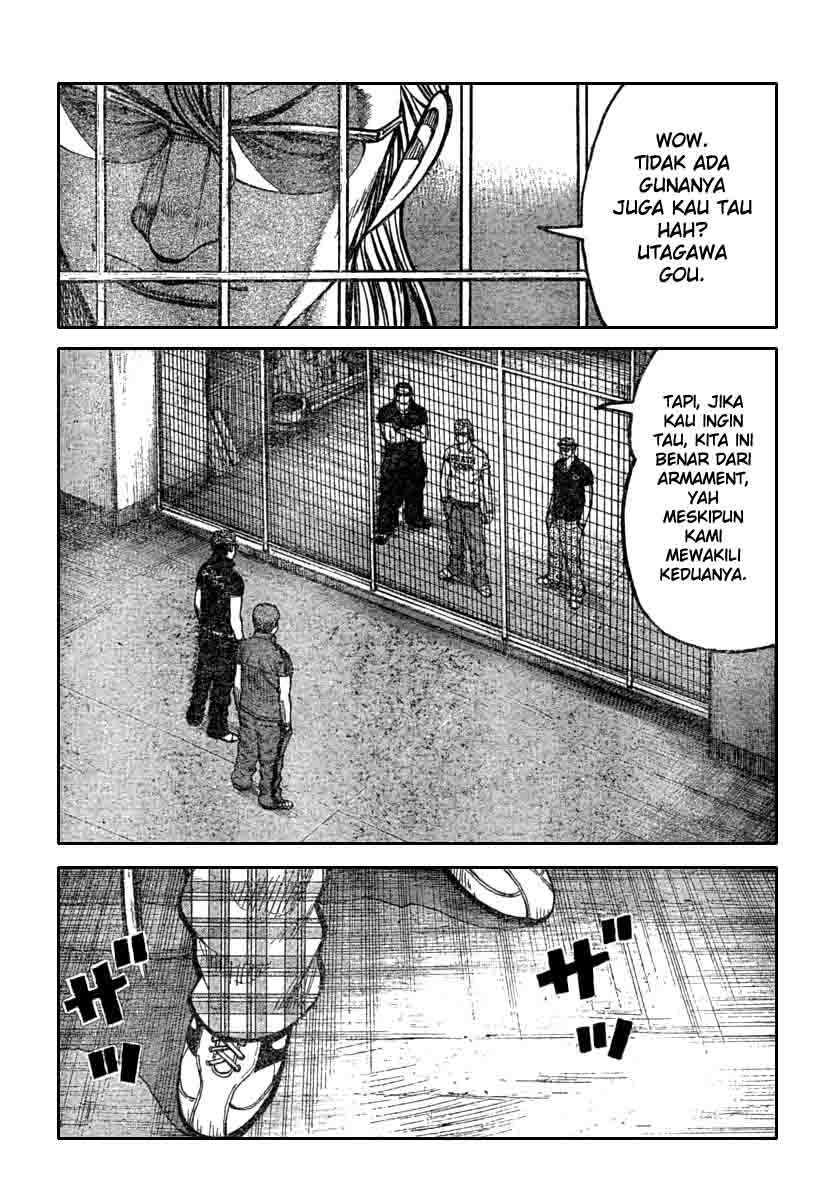 WOW.
TIDAK ADA
GUNANYA
JUGA KAU TAU
HAH?
UTAGAWA
GOU.
TAPI, JIKA
KAU INGIN
TAU, KITA INI
BENAR DARI
ARMAMENT,
YAH
MESKIPUN
KAMI
MEWAKILI
KEDUANYA.
ザッ
ザッ